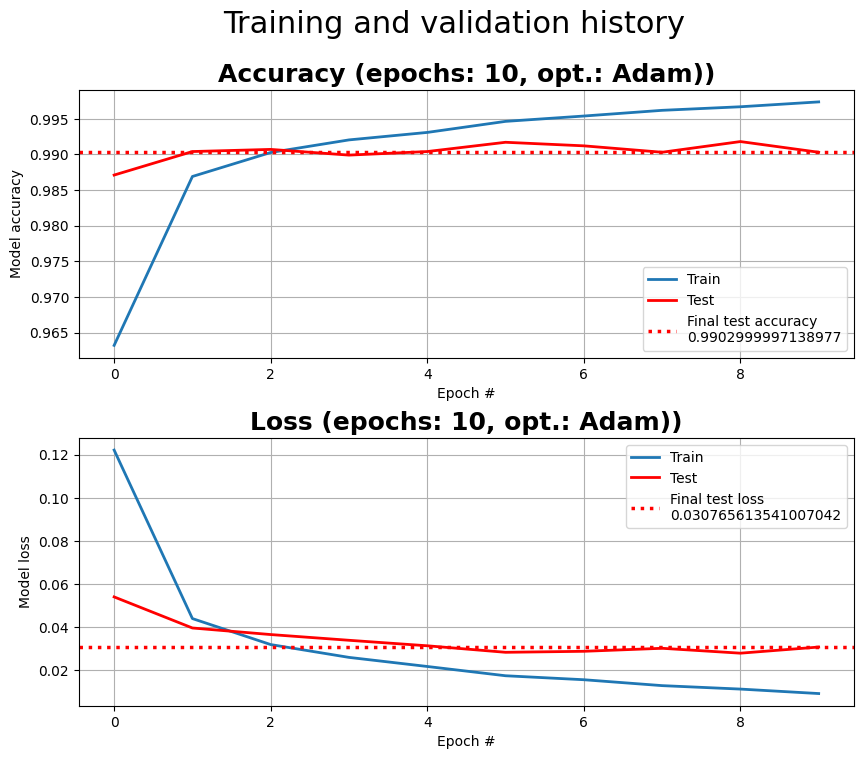 Training and validation history
Accuracy (epochs: 10, opt.: Adam))
0.995
0.990
0.985
0.980
0.975
0.970
0.965
Model accuracy
Train
Test
Final test accuracy
0.9902999997138977
0 2 4 6 8
Epoch #
Loss (epochs: 10, opt.: Adam))
0.12
0.10
0.08
0.06
0.04
0.02
Model loss
Train
Test
Final test loss
0.030765613541007042
0 2 4 6 8
Epoch #